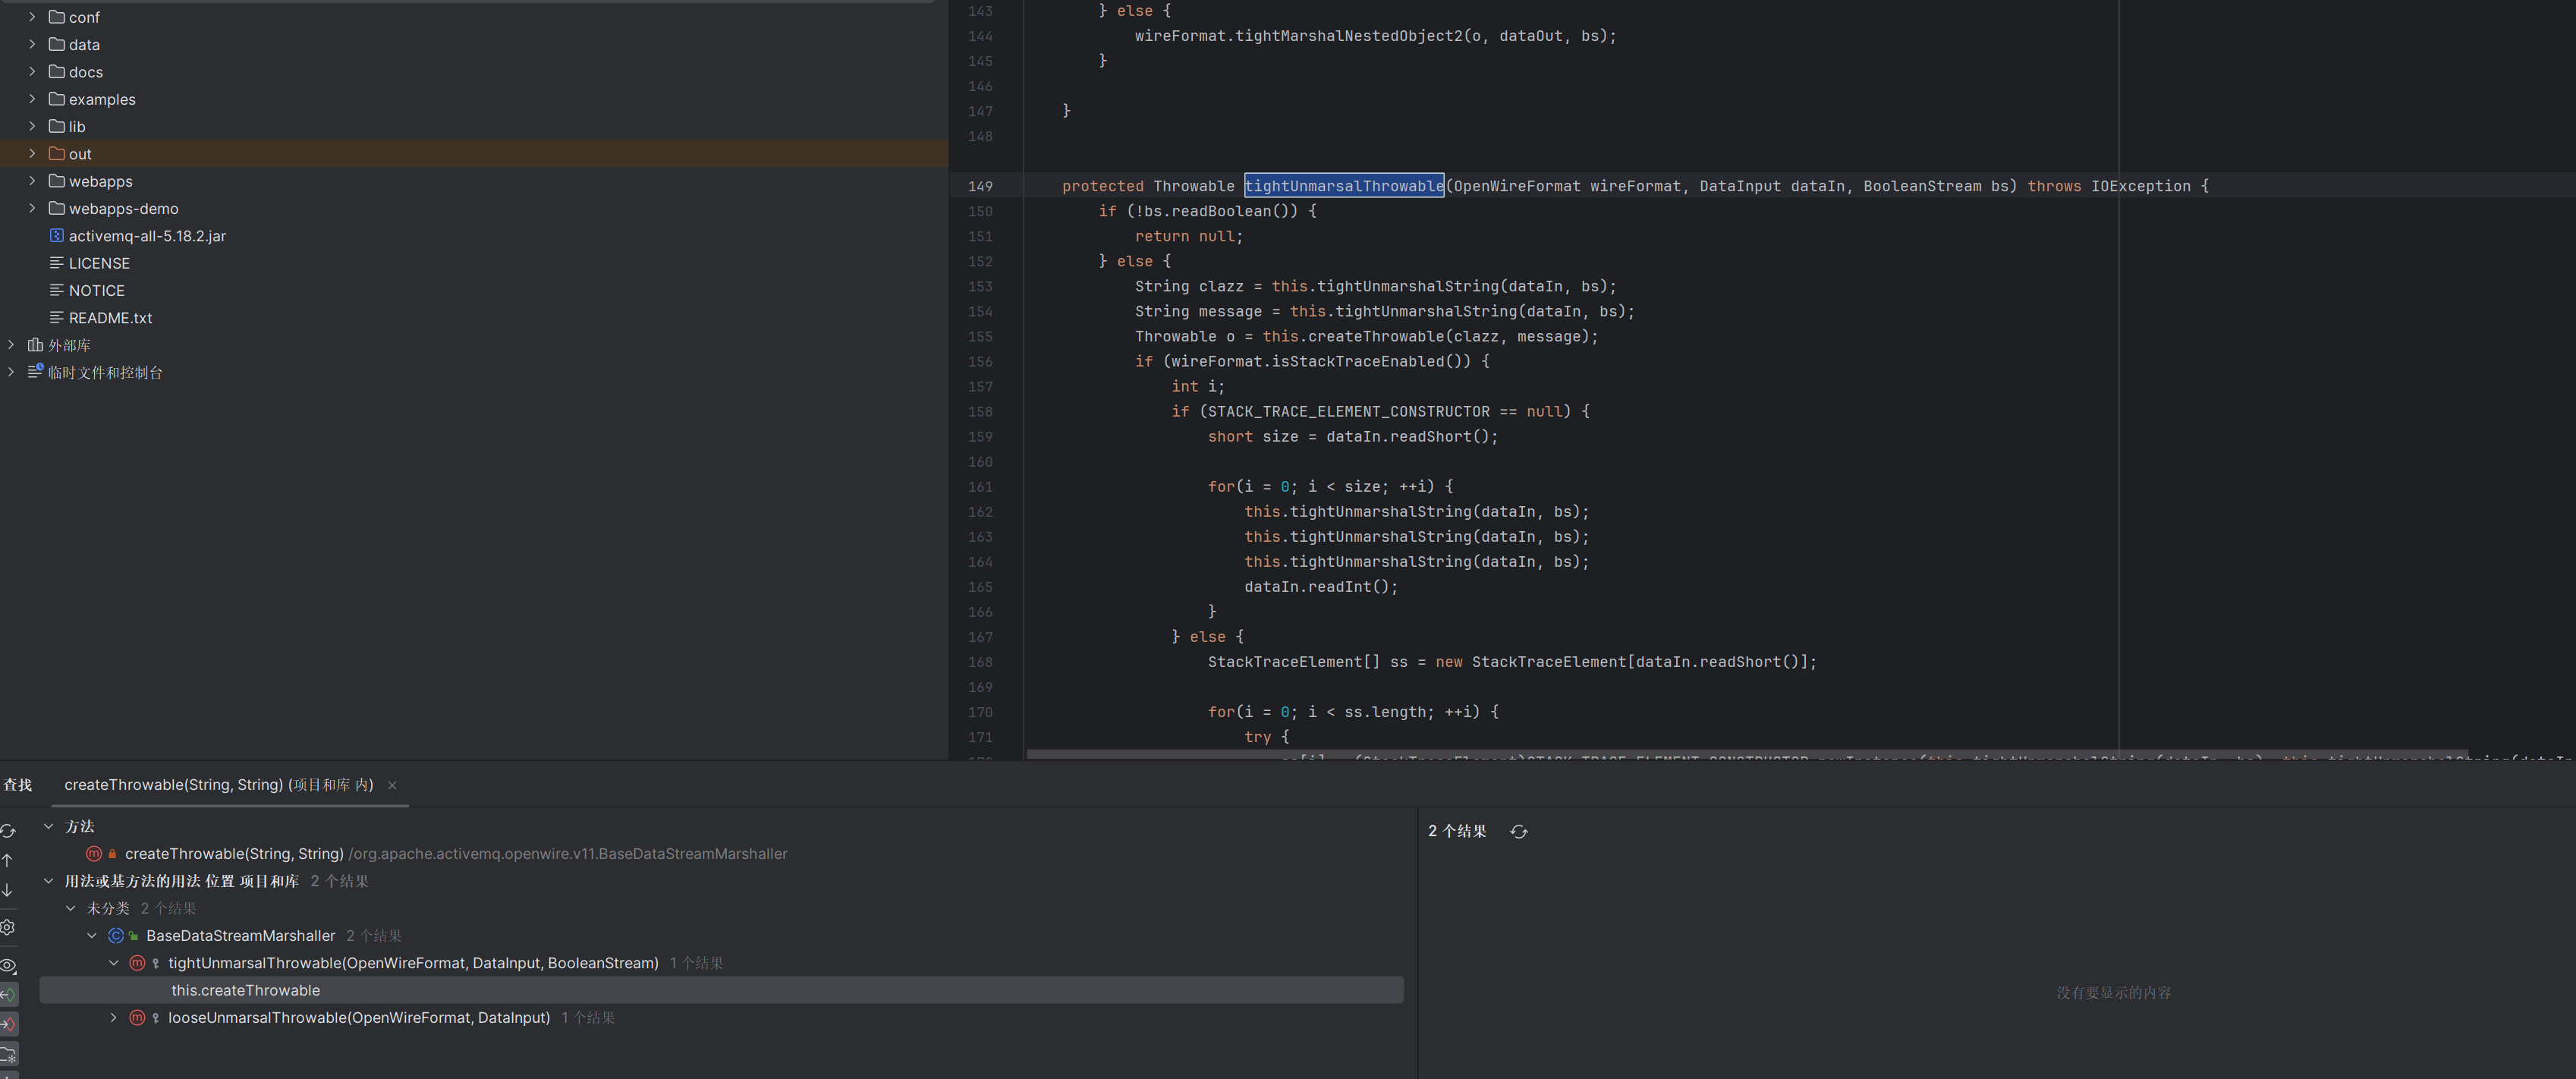 conf
data
docs
examples
lib
out
webapps
webapps-demo
activemq-all-5.18.2.jar
LICENSE
NOTICE
README.txt
外部库
临时文件和控制台
143 } else {
144 wireFormat.tightMarshalNestedObject2(o, dataOut, bs);
145 }
146
147 }
148
149 protected Throwable tightUnmarsalThrowable(OpenWireFormat wireFormat, DataInput dataIn, BooleanStream bs) throws IOException {
150 if (!bs.readBoolean()) {
151 return null;
152 } else {
153 String clazz = this.tightUnmarshalString(dataIn, bs);
154 String message = this.tightUnmarshalString(dataIn, bs);
155 Throwable o = this.createThrowable(clazz, message);
156 if (wireFormat.isStackTraceEnabled()) {
157 int i;
158 if (STACK_TRACE_ELEMENT_CONSTRUCTOR == null) {
159 short size = dataIn.readShort();
160
161 for(i = 0; i < size; ++i) {
162 this.tightUnmarshalString(dataIn, bs);
163 this.tightUnmarshalString(dataIn, bs);
164 this.tightUnmarshalString(dataIn, bs);
165 dataIn.readInt();
166 }
167 } else {
168 StackTraceElement[] ss = new StackTraceElement[dataIn.readShort()];
169
170 for(i = 0; i < ss.length; ++i) {
171 try {
查找
createThrowable(String, String) (项目和库 内)
方法
createThrowable(String, String) /org.apache.activemq.openwire.v11.BaseDataStreamMarshaller
用法或基方法的用法 位置 项目和库 2 个结果
未分类 2 个结果
BaseDataStreamMarshaller 2 个结果
tightUnmarsalThrowable(OpenWireFormat, DataInput, BooleanStream) 1 个结果
this.createThrowable
looseUnmarsalThrowable(OpenWireFormat, DataInput) 1 个结果
2 个结果
没有要显示的内容